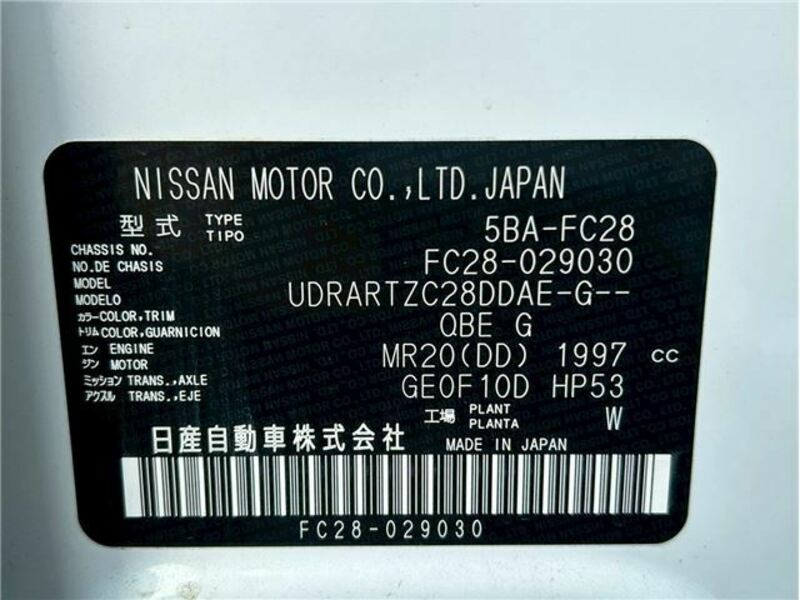 NISSAN MOTOR CO.,LTD.JAPAN
型式 TYPE TIPO 5BA-FC28
CHASSIS NO. NO.DE CHASIS FC28-029030
MODEL MODELO UDRARTZC28DDAE-G--
カラー COLOR,TRIM
トリム COLOR,GUARNICION QBE G
エンジン ENGINE MOTOR MR20(DD) 1997 cc
ミッション TRANS.,AXLE
アクスル TRANS.,EJE GE0F10D HP53
工場 PLANT PLANTA W
日産自動車株式会社 MADE IN JAPAN
FC28-029030